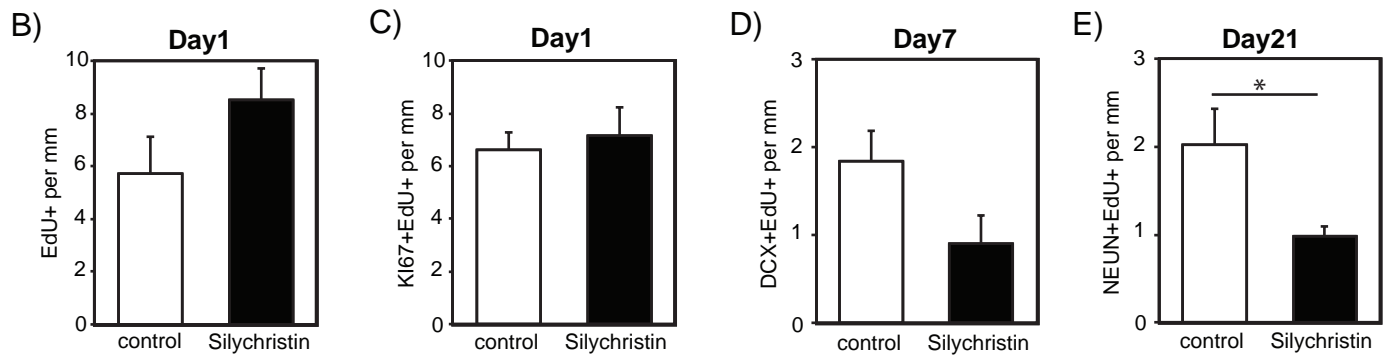 B)
Day1
EdU+ per mm
10
8
6
4
2
0
control
Silychristin
C)
Day1
KI67+EdU+ per mm
10
8
6
4
2
0
control
Silychristin
D)
Day7
DCX+EdU+ per mm
3
2
1
0
control
Silychristin
E)
Day21
NEUN+EdU+ per mm
3
2
1
0
*
control
Silychristin